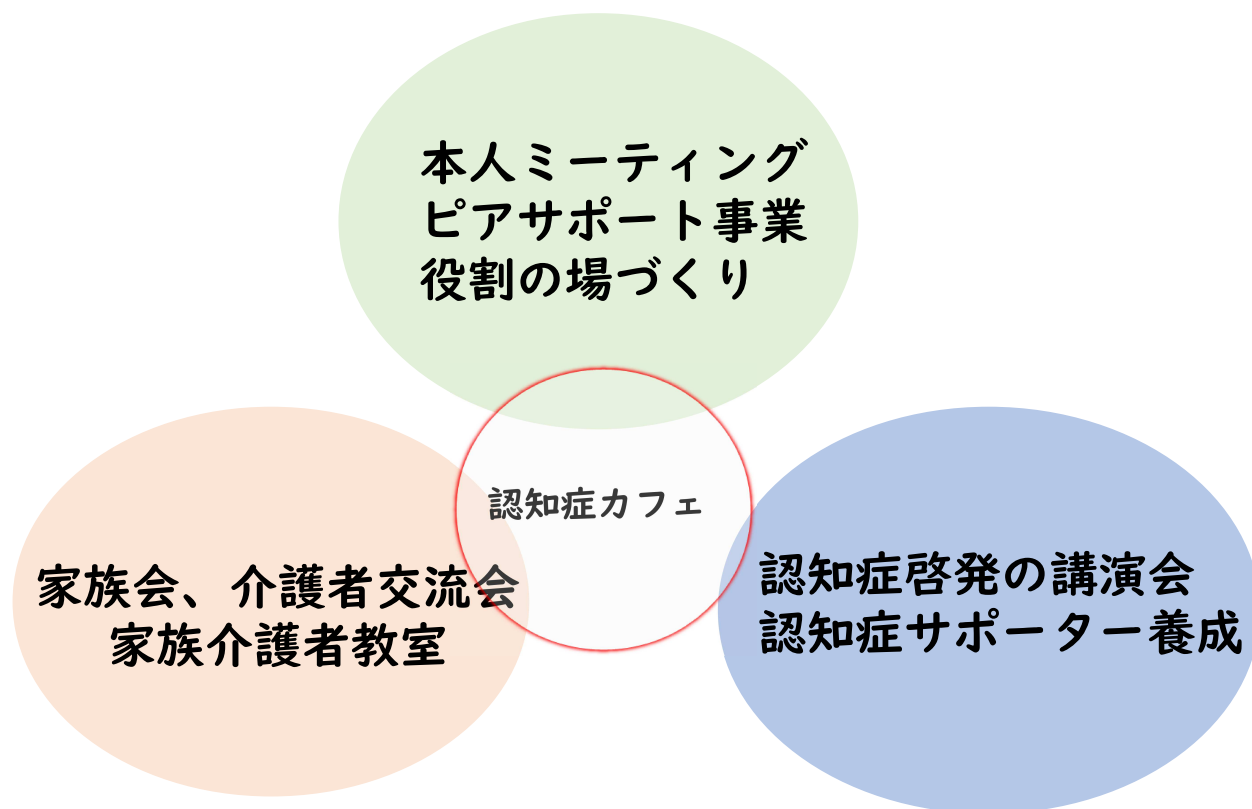 本人ミーティング
ピアサポート事業
役割の場づくり
認知症カフェ
家族会、介護者交流会
家族介護者教室
認知症啓発の講演会
認知症サポーター養成